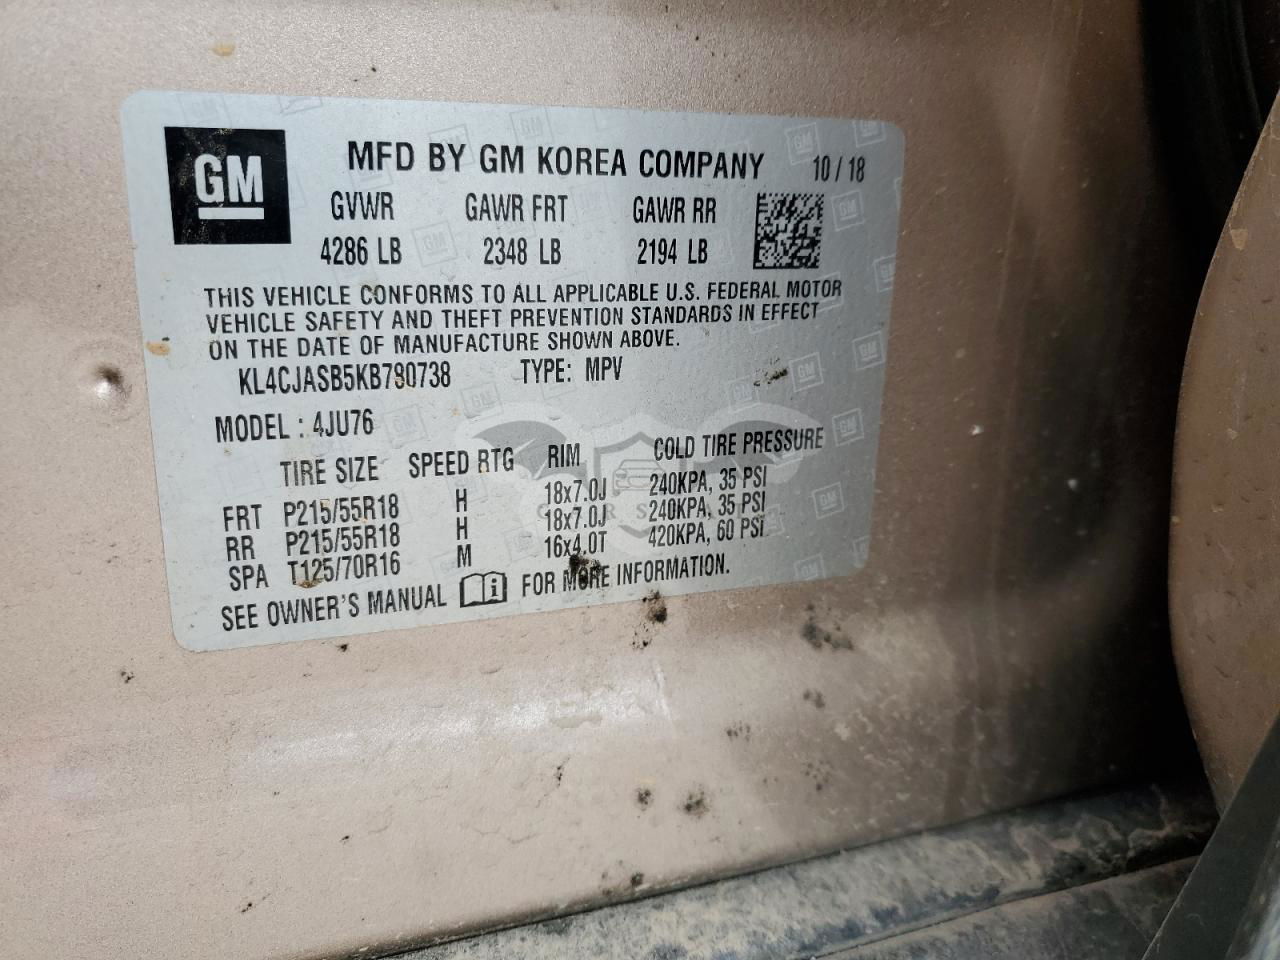 GM
MFD BY GM KOREA COMPANY 10 / 18
GVWR GAWR FRT GAWR RR
4286 LB 2348 LB 2194 LB
THIS VEHICLE CONFORMS TO ALL APPLICABLE U.S. FEDERAL MOTOR
VEHICLE SAFETY AND THEFT PREVENTION STANDARDS IN EFFECT
ON THE DATE OF MANUFACTURE SHOWN ABOVE.
KL4CJASB5KB780738 TYPE: MPV
MODEL : 4JU76
TIRE SIZE SPEED RTG RIM COLD TIRE PRESSURE
FRT P215/55R18 H 18x7.0J 240KPA, 35 PSI
RR P215/55R18 H 18x7.0J 240KPA, 35 PSI
SPA T125/70R16 M 16x4.0T 420KPA, 60 PSI
SEE OWNER'S MANUAL FOR MORE INFORMATION.